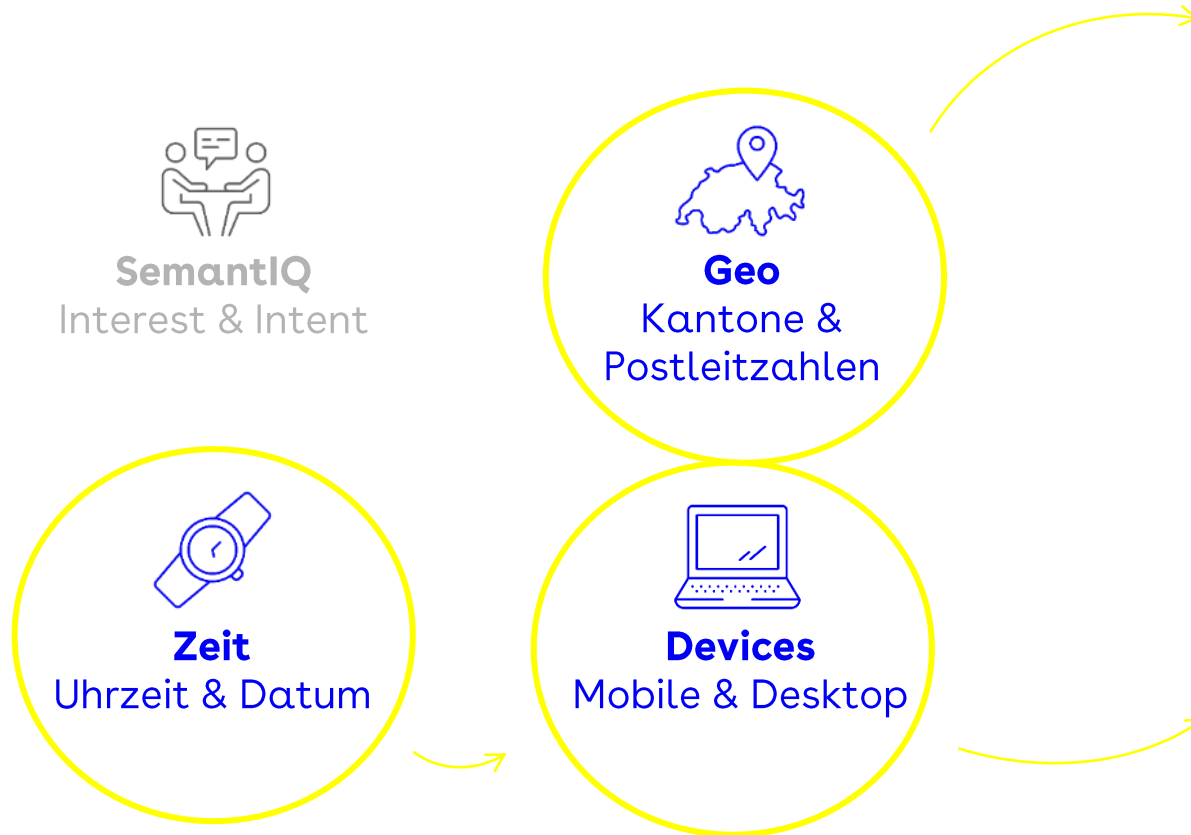 SemantIQ
Interest & Intent
Geo
Kantone &
Postleitzahlen
Zeit
Uhrzeit & Datum
Devices
Mobile & Desktop